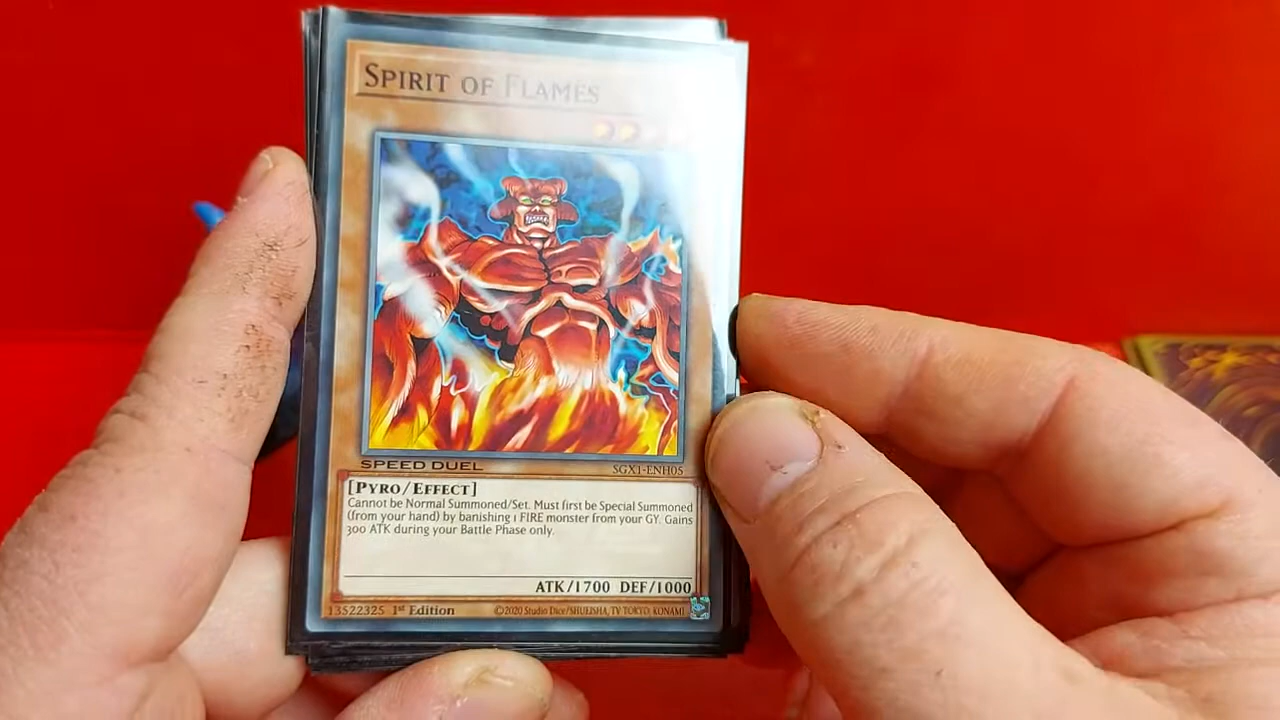 Spirit of Flames
SPEED DUEL
SGX1-ENH05
[Pyro/Effect]
Cannot be Normal Summoned/Set. Must first be Special Summoned
(from your hand) by banishing 1 FIRE monster from your GY. Gains
300 ATK during your Battle Phase only.
ATK/1700 DEF/1000
13522325 1st Edition ©2020 Studio Dice/SHUEISHA, TV TOKYO, KONAMI